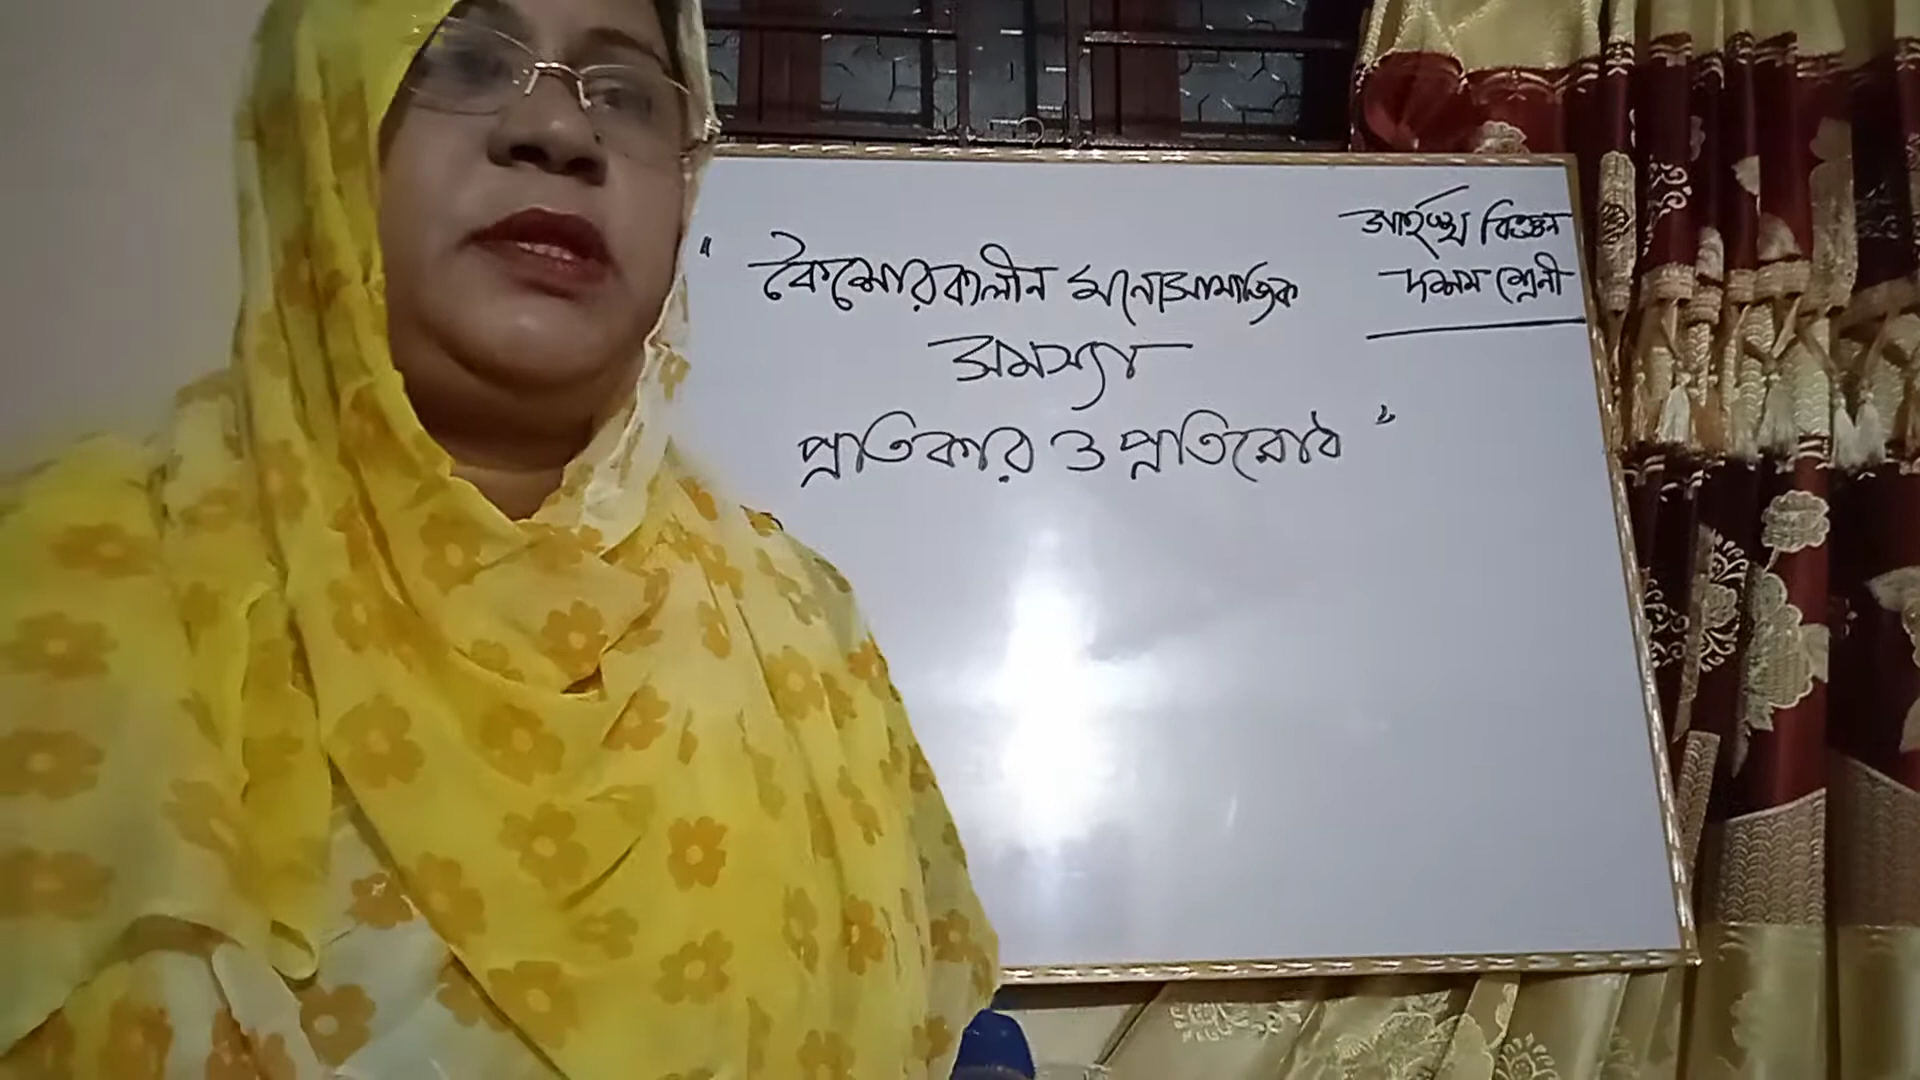 গার্হস্থ্য বিজ্ঞান
দশম শ্রেনী
" কৈশোরকালীন মনোসামাজিক
সমস্যা
প্রতিকার ও প্রতিরোধ "